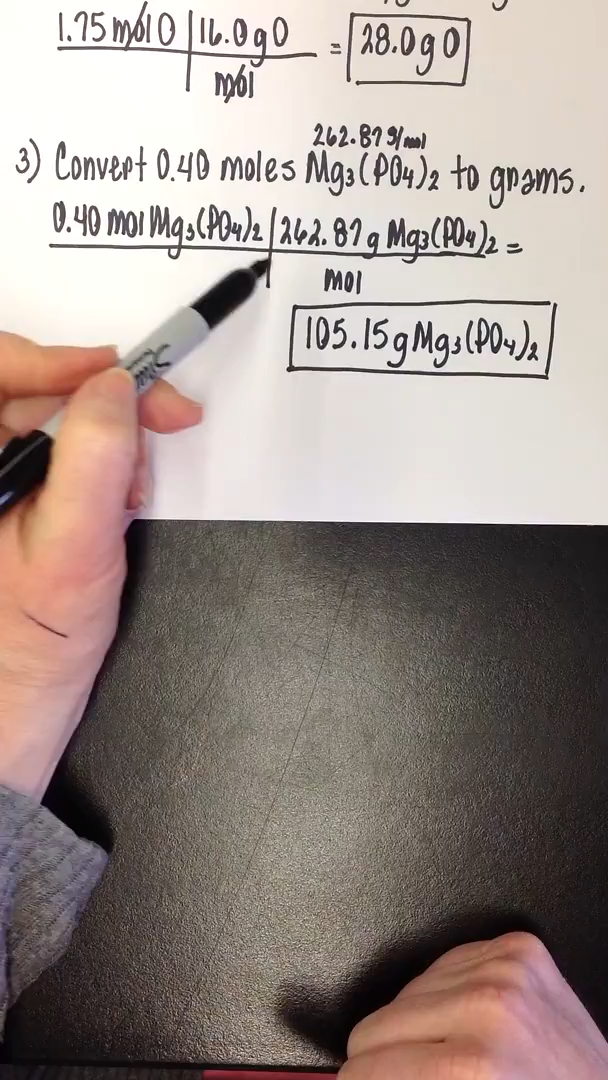 1.75 mol O | 16.0 g O = 28.0 g O
mol
262.87 g/mol
3) Convert 0.40 moles Mg₃(PO₄)₂ to grams.
0.40 mol Mg₃(PO₄)₂ | 262.87 g Mg₃(PO₄)₂ =
mol
105.15 g Mg₃(PO₄)₂